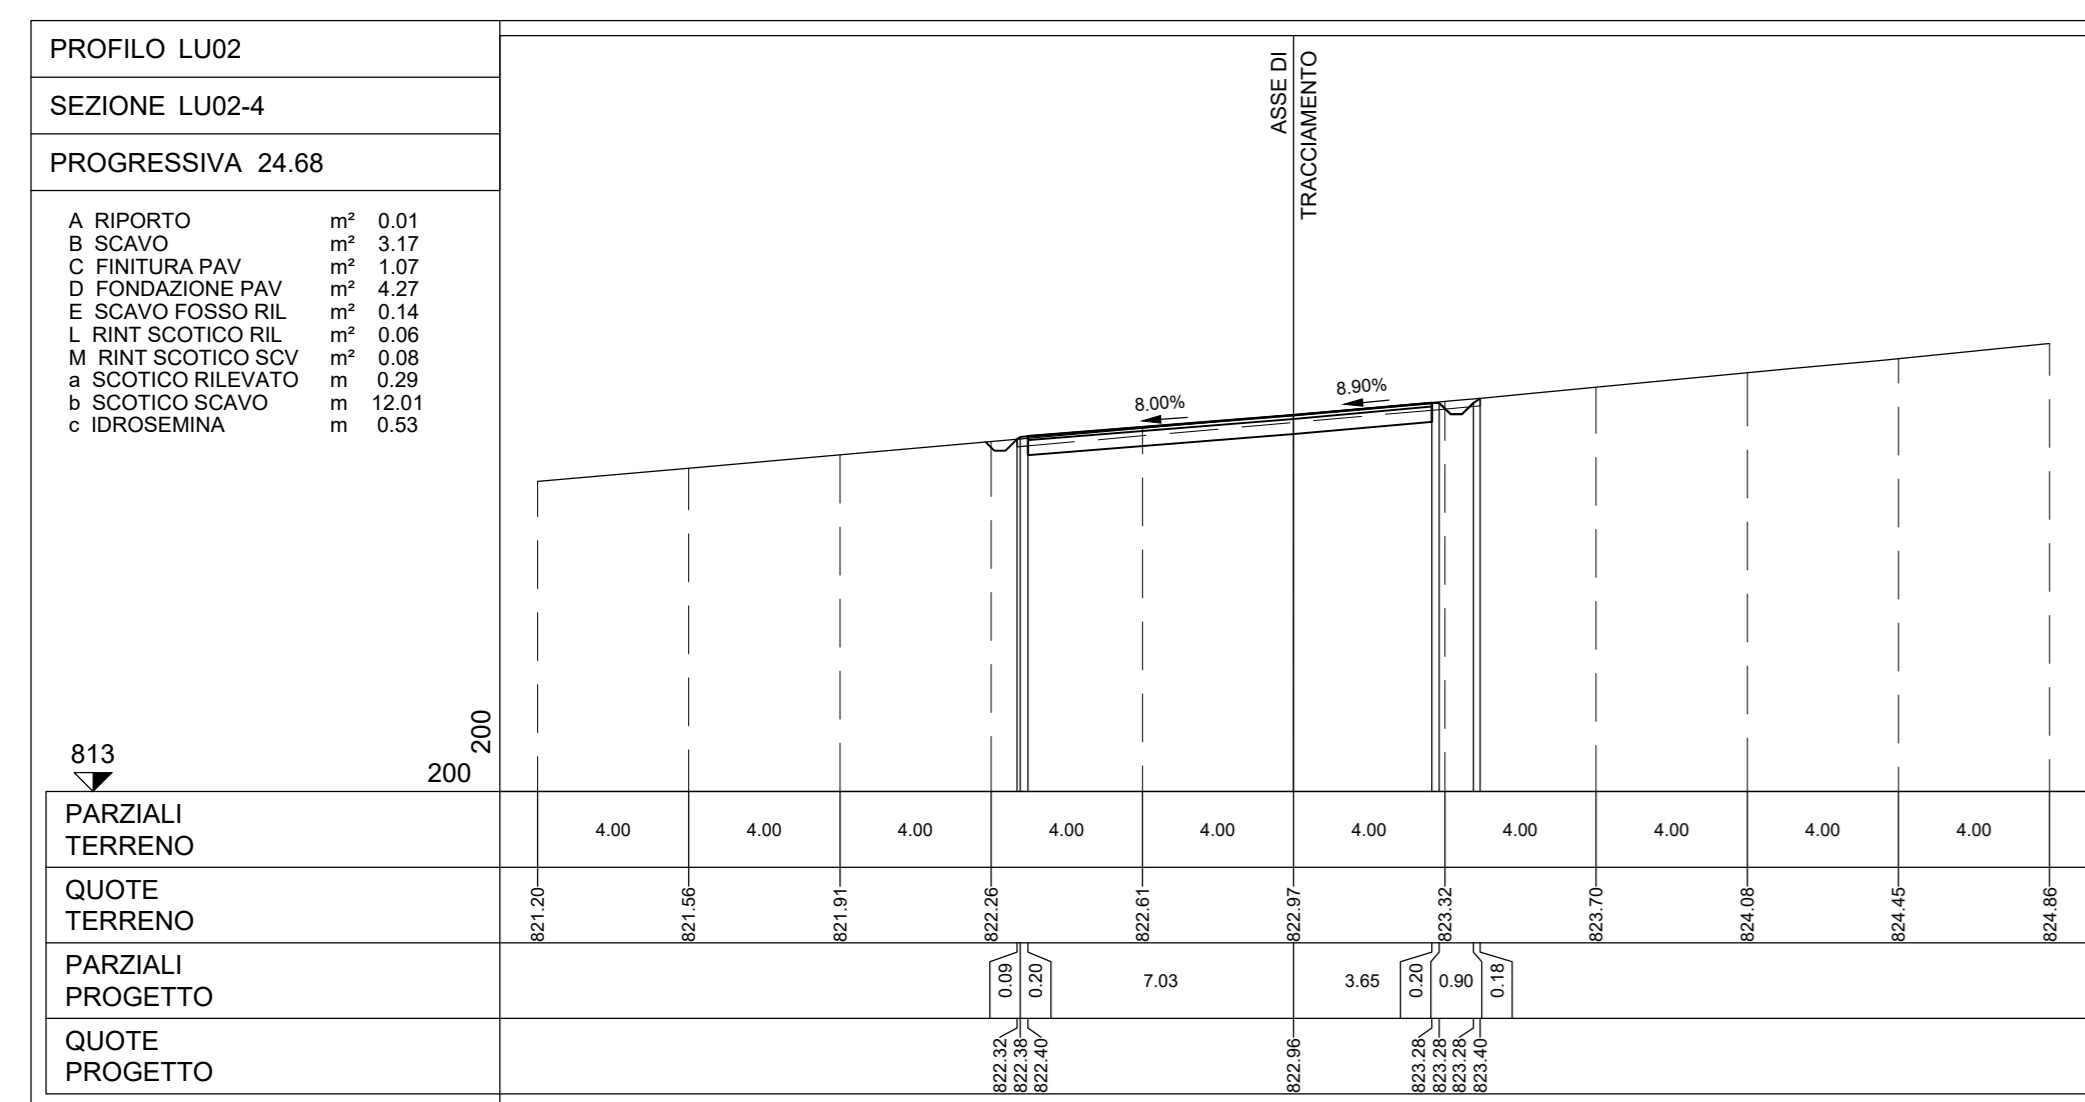 PROFILO LU02
SEZIONE LU02-4
PROGRESSIVA 24.68
A RIPORTO m² 0.01
B SCAVO m² 3.17
C FINITURA PAV m² 1.07
D FONDAZIONE PAV m² 4.27
E SCAVO FOSSO RIL m² 0.14
L RINT SCOTICO RIL m² 0.06
M RINT SCOTICO SCV m² 0.08
a SCOTICO RILEVATO m 0.29
b SCOTICO SCAVO m 12.01
c IDROSEMINA m 0.53
ASSE DI
TRACCIAMENTO
8.00%
8.90%
813
200
200
PARZIALI
TERRENO
4.00 4.00 4.00 4.00 4.00 4.00 4.00 4.00 4.00 4.00
QUOTE
TERRENO
821.20 821.56 821.91 822.26 822.61 822.97 823.32 823.70 824.08 824.45 824.86
PARZIALI
PROGETTO
0.09 0.20 7.03 3.65 0.20 0.90 0.18
QUOTE
PROGETTO
822.32 822.38 822.40 822.96 823.28 823.28 823.28 823.40